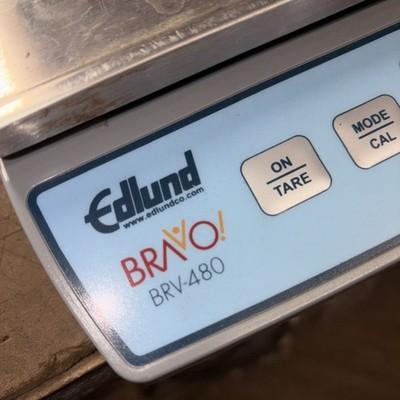 Edlund
www.edlundco.com
BRAVO!
BRV-480
ON
TARE
MODE
CAL